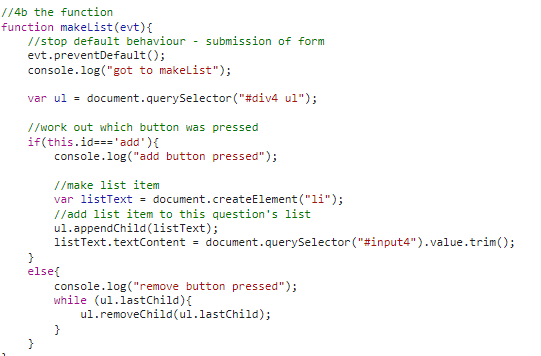 //4b the function
function makeList(evt){
    //stop default behaviour - submission of form
    evt.preventDefault();
    console.log("got to makeList");

    var ul = document.querySelector("#div4 ul");

    //work out which button was pressed
    if(this.id==='add'){
        console.log("add button pressed");

        //make list item
        var listText = document.createElement("li");
        //add list item to this question's list
        ul.appendChild(listText);
        listText.textContent = document.querySelector("#input4").value.trim();
    }
    else{
        console.log("remove button pressed");
        while (ul.lastChild){
            ul.removeChild(ul.lastChild);
        }
    }